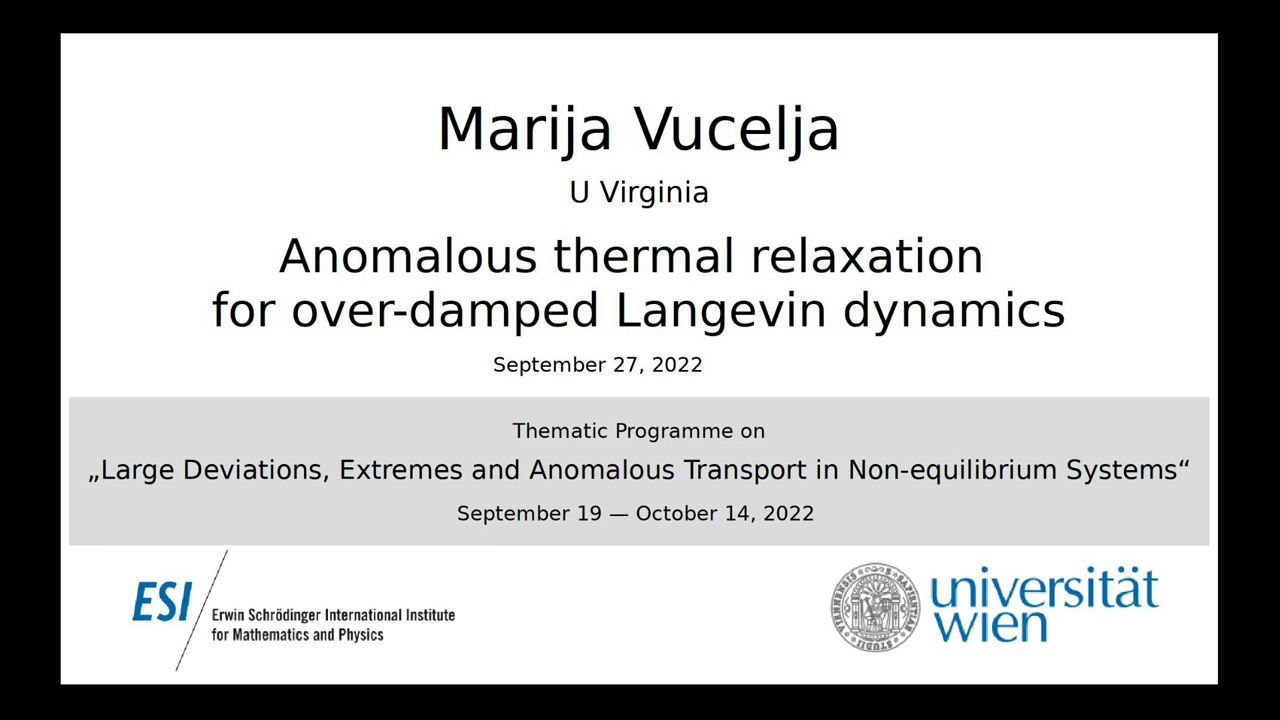 Marija Vucelja
U Virginia
Anomalous thermal relaxation
for over-damped Langevin dynamics
September 27, 2022
Thematic Programme on
„Large Deviations, Extremes and Anomalous Transport in Non-equilibrium Systems“
September 19 — October 14, 2022
ESI
Erwin Schrödinger International Institute
for Mathematics and Physics
universität
wien